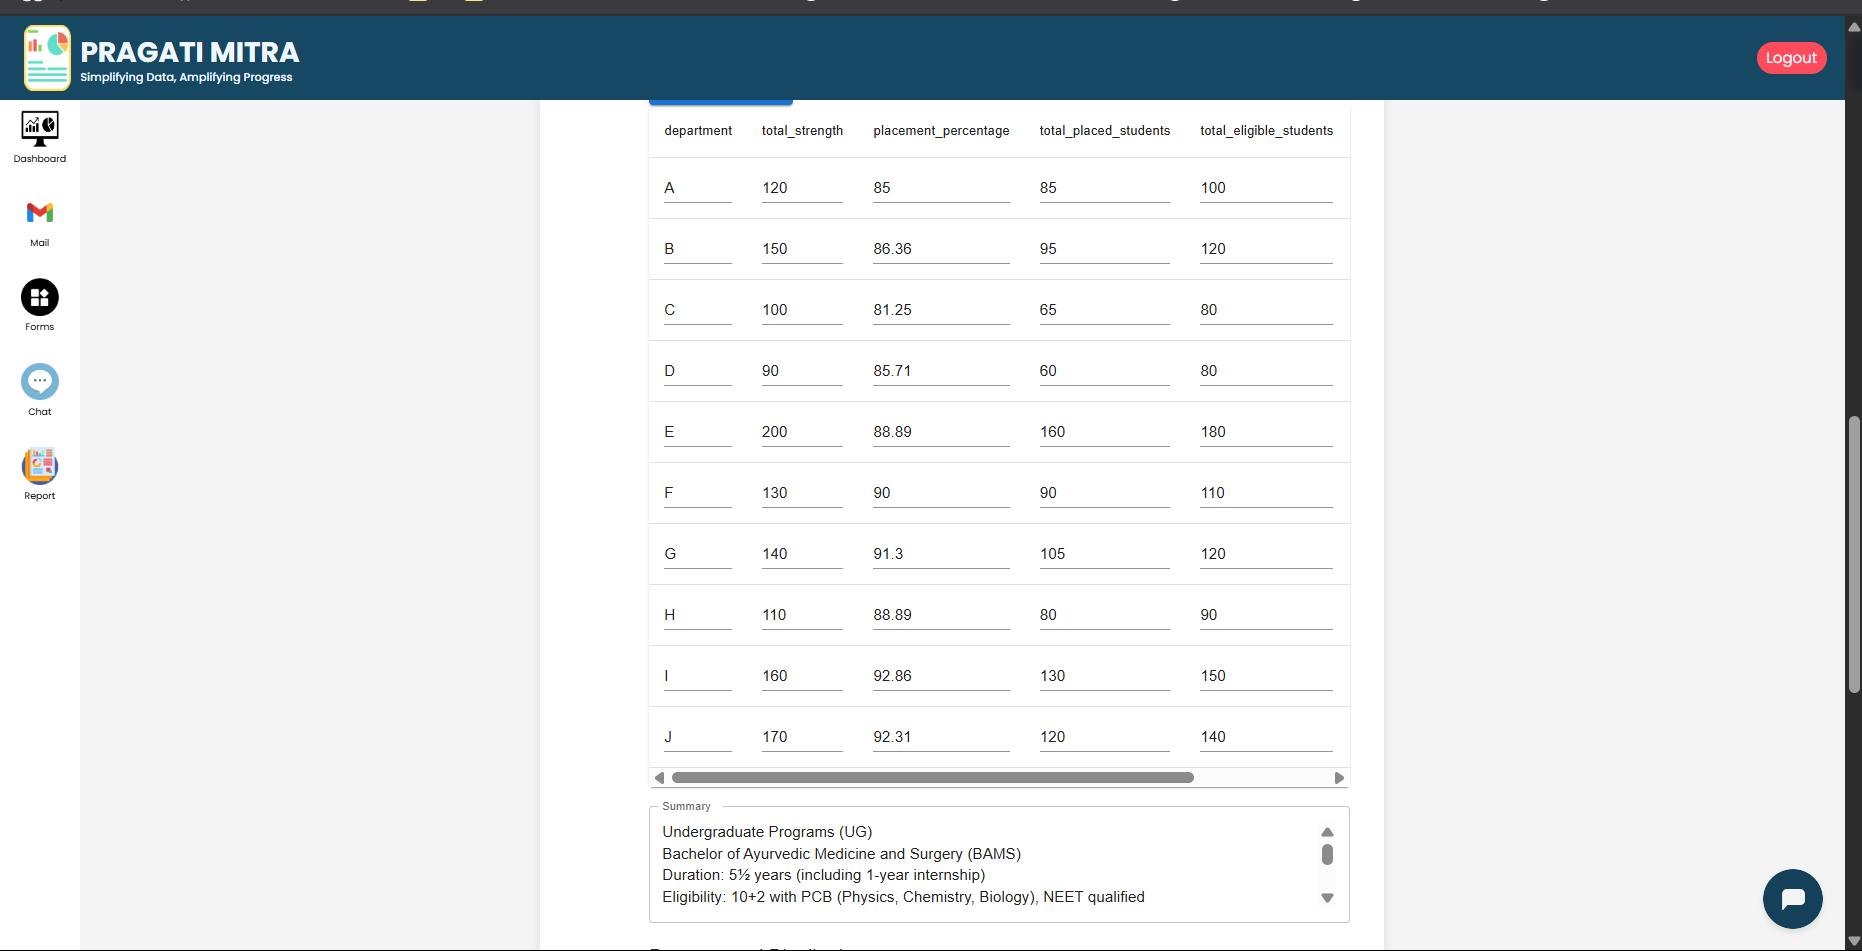 PRAGATI MITRA
Simplifying Data, Amplifying Progress
Logout
Dashboard
Mail
Forms
Chat
Report
department total_strength placement_percentage total_placed_students total_eligible_students
A 120 85 85 100
B 150 86.36 95 120
C 100 81.25 65 80
D 90 85.71 60 80
E 200 88.89 160 180
F 130 90 90 110
G 140 91.3 105 120
H 110 88.89 80 90
I 160 92.86 130 150
J 170 92.31 120 140
Summary
Undergraduate Programs (UG)
Bachelor of Ayurvedic Medicine and Surgery (BAMS)
Duration: 5½ years (including 1-year internship)
Eligibility: 10+2 with PCB (Physics, Chemistry, Biology), NEET qualified